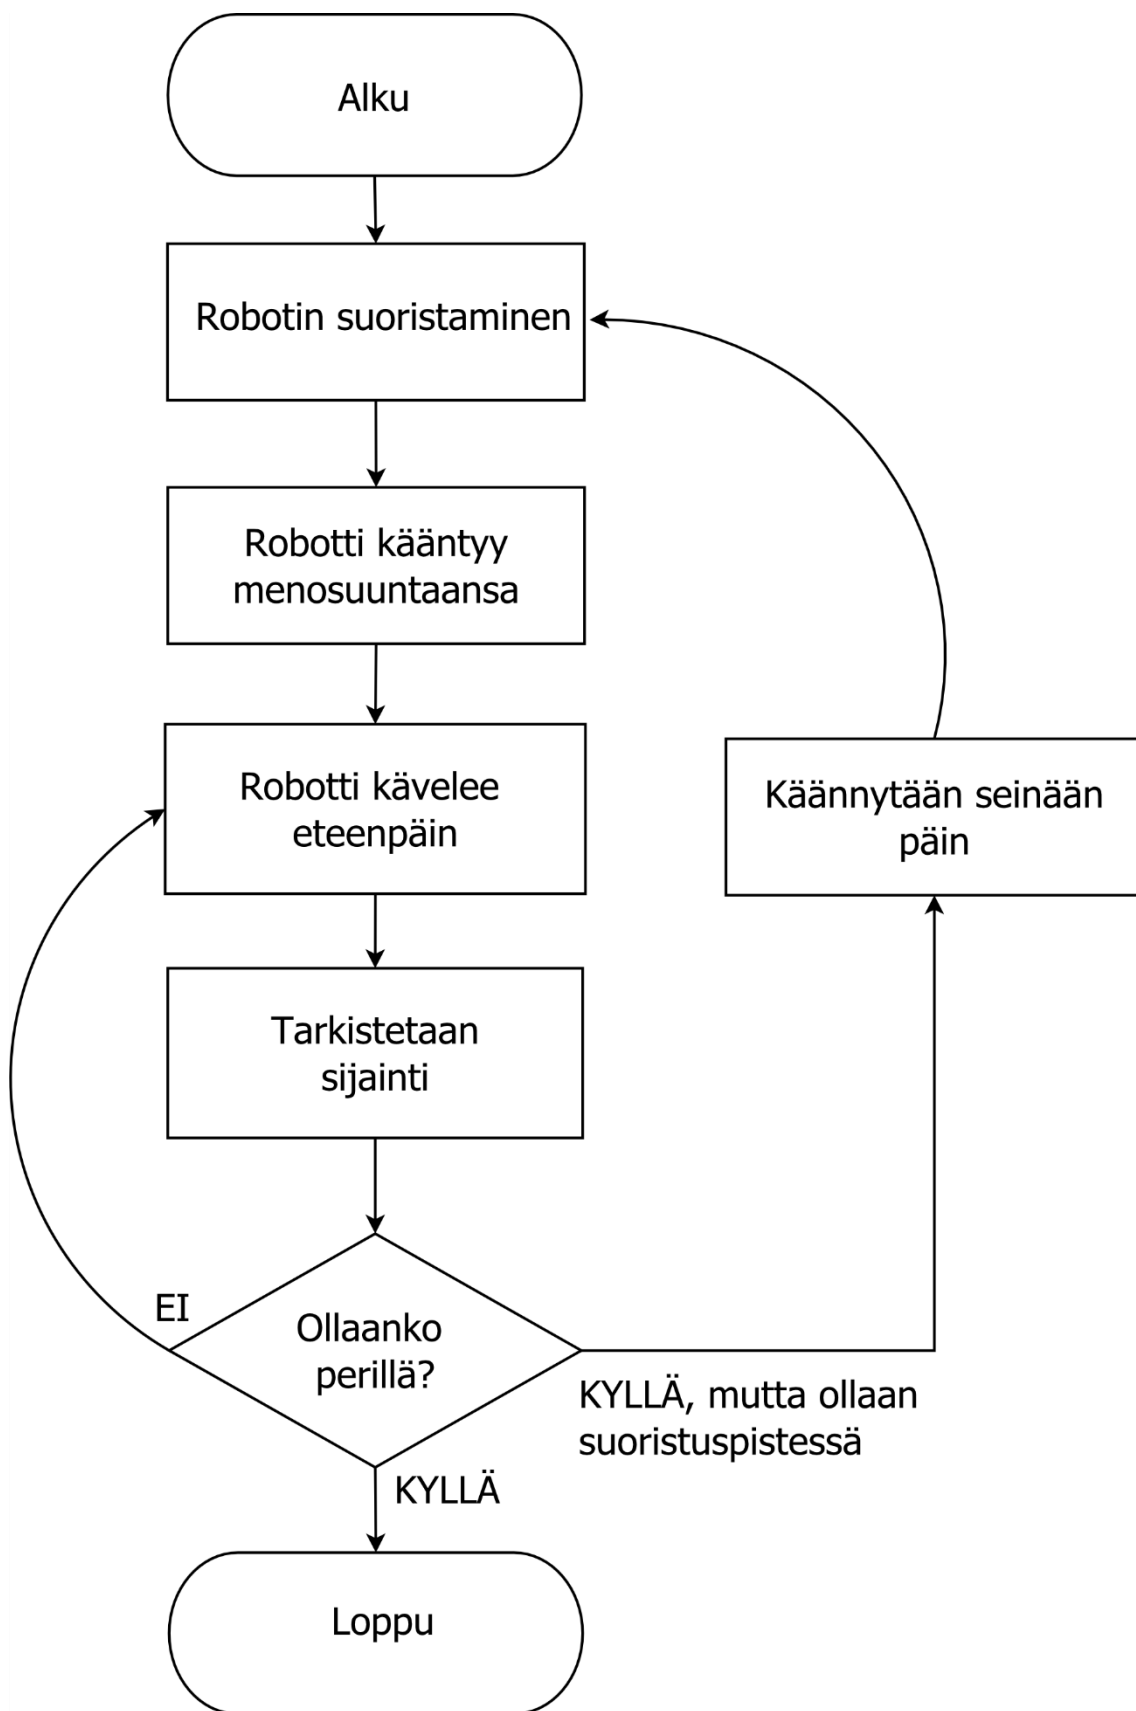 Alku
Robotin suoristaminen
Robotti kääntyy
menosuuntaansa
Robotti kävelee
eteenpäin
Käännytään seinään
päin
Tarkistetaan
sijainti
EI
Ollaanko
perillä?
KYLLÄ, mutta ollaan
suoristuspistessä
KYLLÄ
Loppu